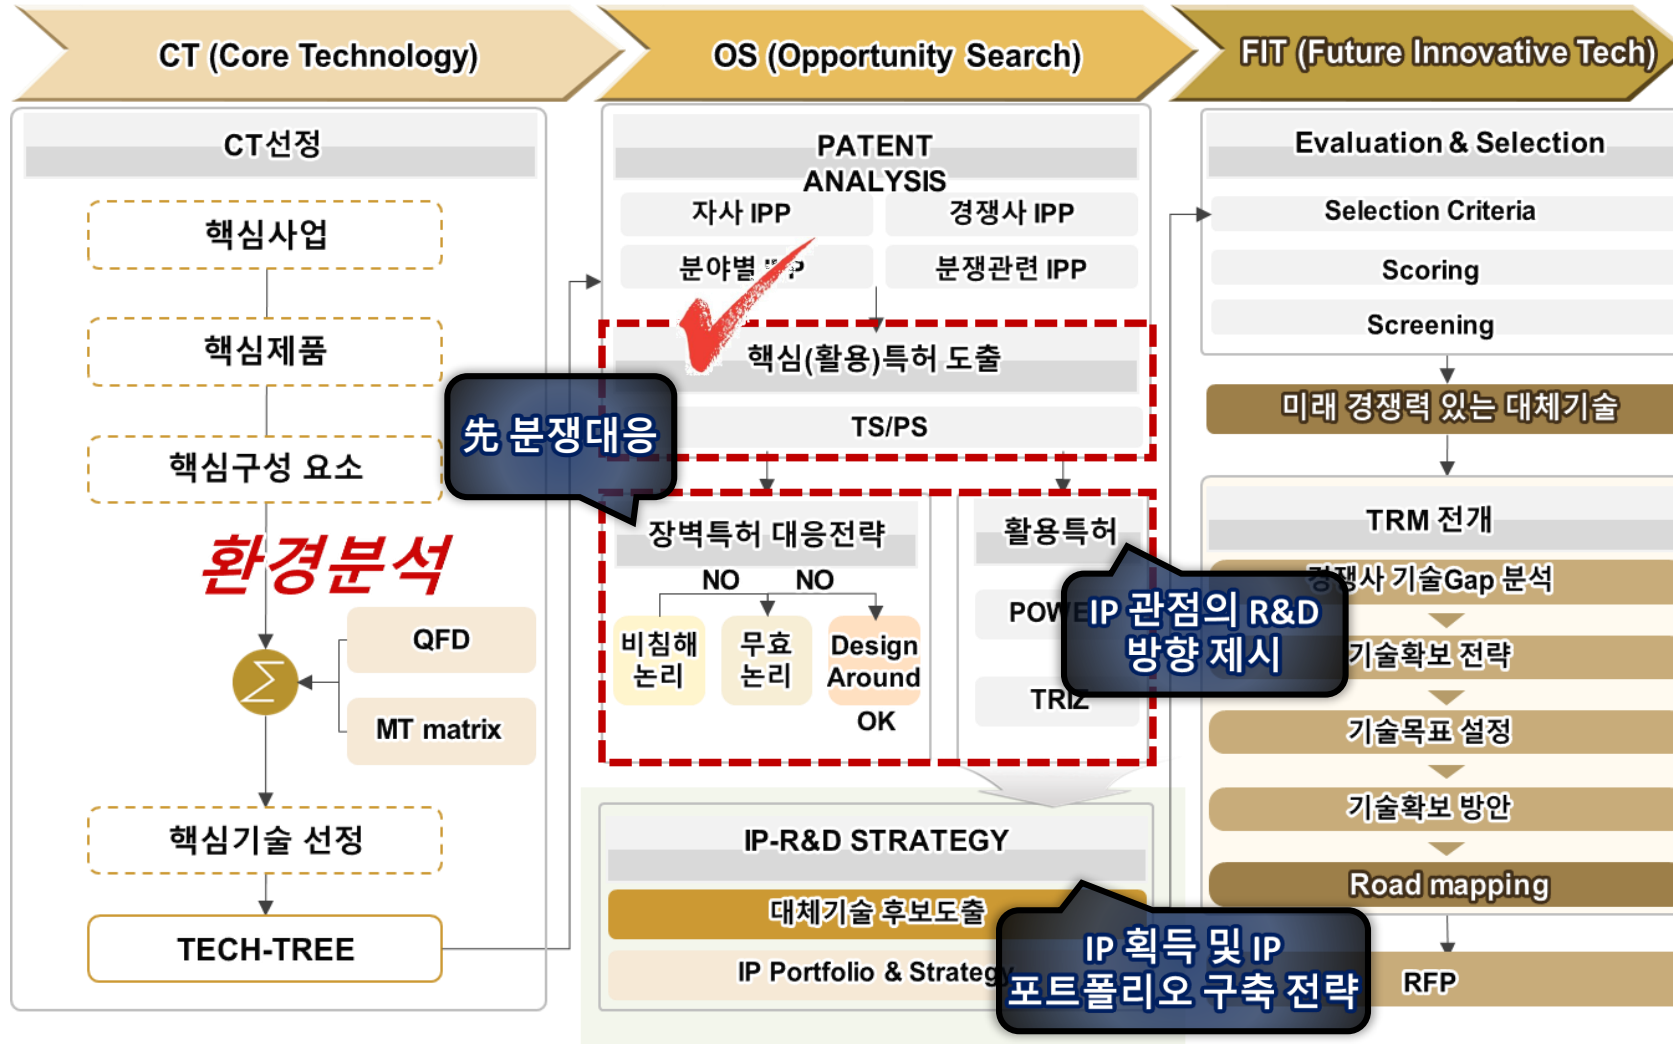 CT (Core Technology)
OS (Opportunity Search)
FIT (Future Innovative Tech)
CT선정
핵심사업
핵심제품
핵심구성 요소
환경분석
QFD
MT matrix
핵심기술 선정
TECH-TREE
PATENT
ANALYSIS
자사 IPP
경쟁사 IPP
분야별
분쟁관련 IPP
핵심(활용)특허 도출
TS/PS
先 분쟁대응
장벽특허 대응전략
NO
NO
비침해
논리
무효
논리
Design
Around
OK
활용특허
TRIZ
IP 관점의 R&D
방향 제시
IP-R&D STRATEGY
대체기술 후보도출
IP Portfolio & Strategy
IP 획득 및 IP
포트폴리오 구축 전략
Evaluation & Selection
Selection Criteria
Scoring
Screening
미래 경쟁력 있는 대체기술
TRM 전개
경쟁사 기술Gap 분석
기술확보 전략
기술목표 설정
기술확보 방안
Road mapping
RFP